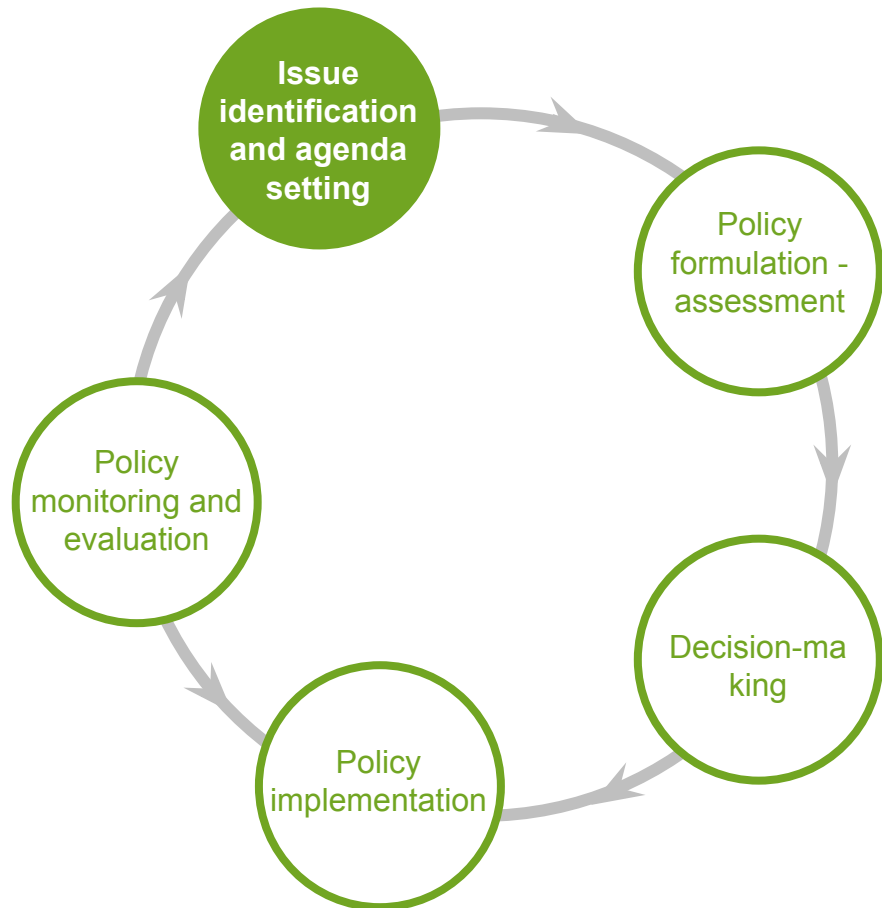 Issue
identification
and agenda
setting
Policy
formulation -
assessment
Decision-ma
king
Policy
implementation
Policy
monitoring and
evaluation